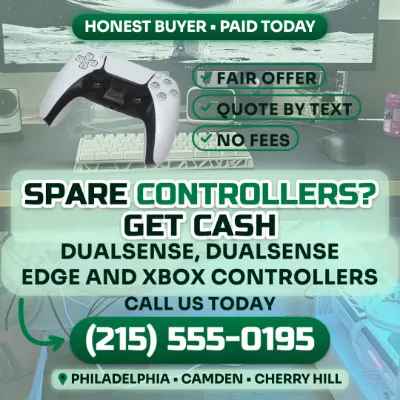 HONEST BUYER ▪ PAID TODAY
FAIR OFFER
QUOTE BY TEXT
NO FEES
SPARE CONTROLLERS?
GET CASH
DUALSENSE, DUALSENSE
EDGE AND XBOX CONTROLLERS
CALL US TODAY
(215) 555-0195
PHILADELPHIA ▪ CAMDEN ▪ CHERRY HILL